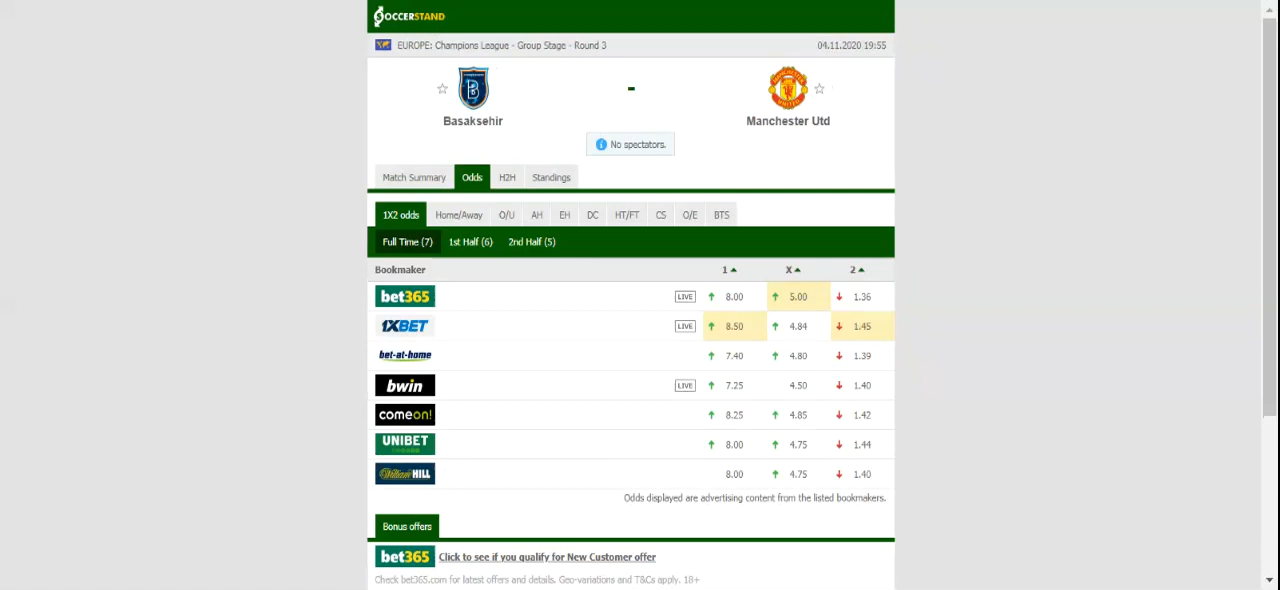 SOCCERSTAND
EUROPE: Champions League - Group Stage - Round 3 04.11.2020 19:55
-
Basaksehir Manchester Utd
No spectators.
Match Summary Odds H2H Standings
1X2 odds Home/Away O/U AH EH DC HT/FT CS O/E BTS
Full Time (7) 1st Half (6) 2nd Half (5)
Bookmaker 1 X 2
bet365 LIVE 8.00 5.00 1.36
1XBET LIVE 8.50 4.84 1.45
bet-at-home 7.40 4.80 1.39
bwin LIVE 7.25 4.50 1.40
comeon! 8.25 4.85 1.42
UNIBET 8.00 4.75 1.44
William HILL 8.00 4.75 1.40
Odds displayed are advertising content from the listed bookmakers.
Bonus offers
bet365 Click to see if you qualify for New Customer offer
Check bet365.com for latest offers and details. Geo-variations and T&Cs apply. 18+